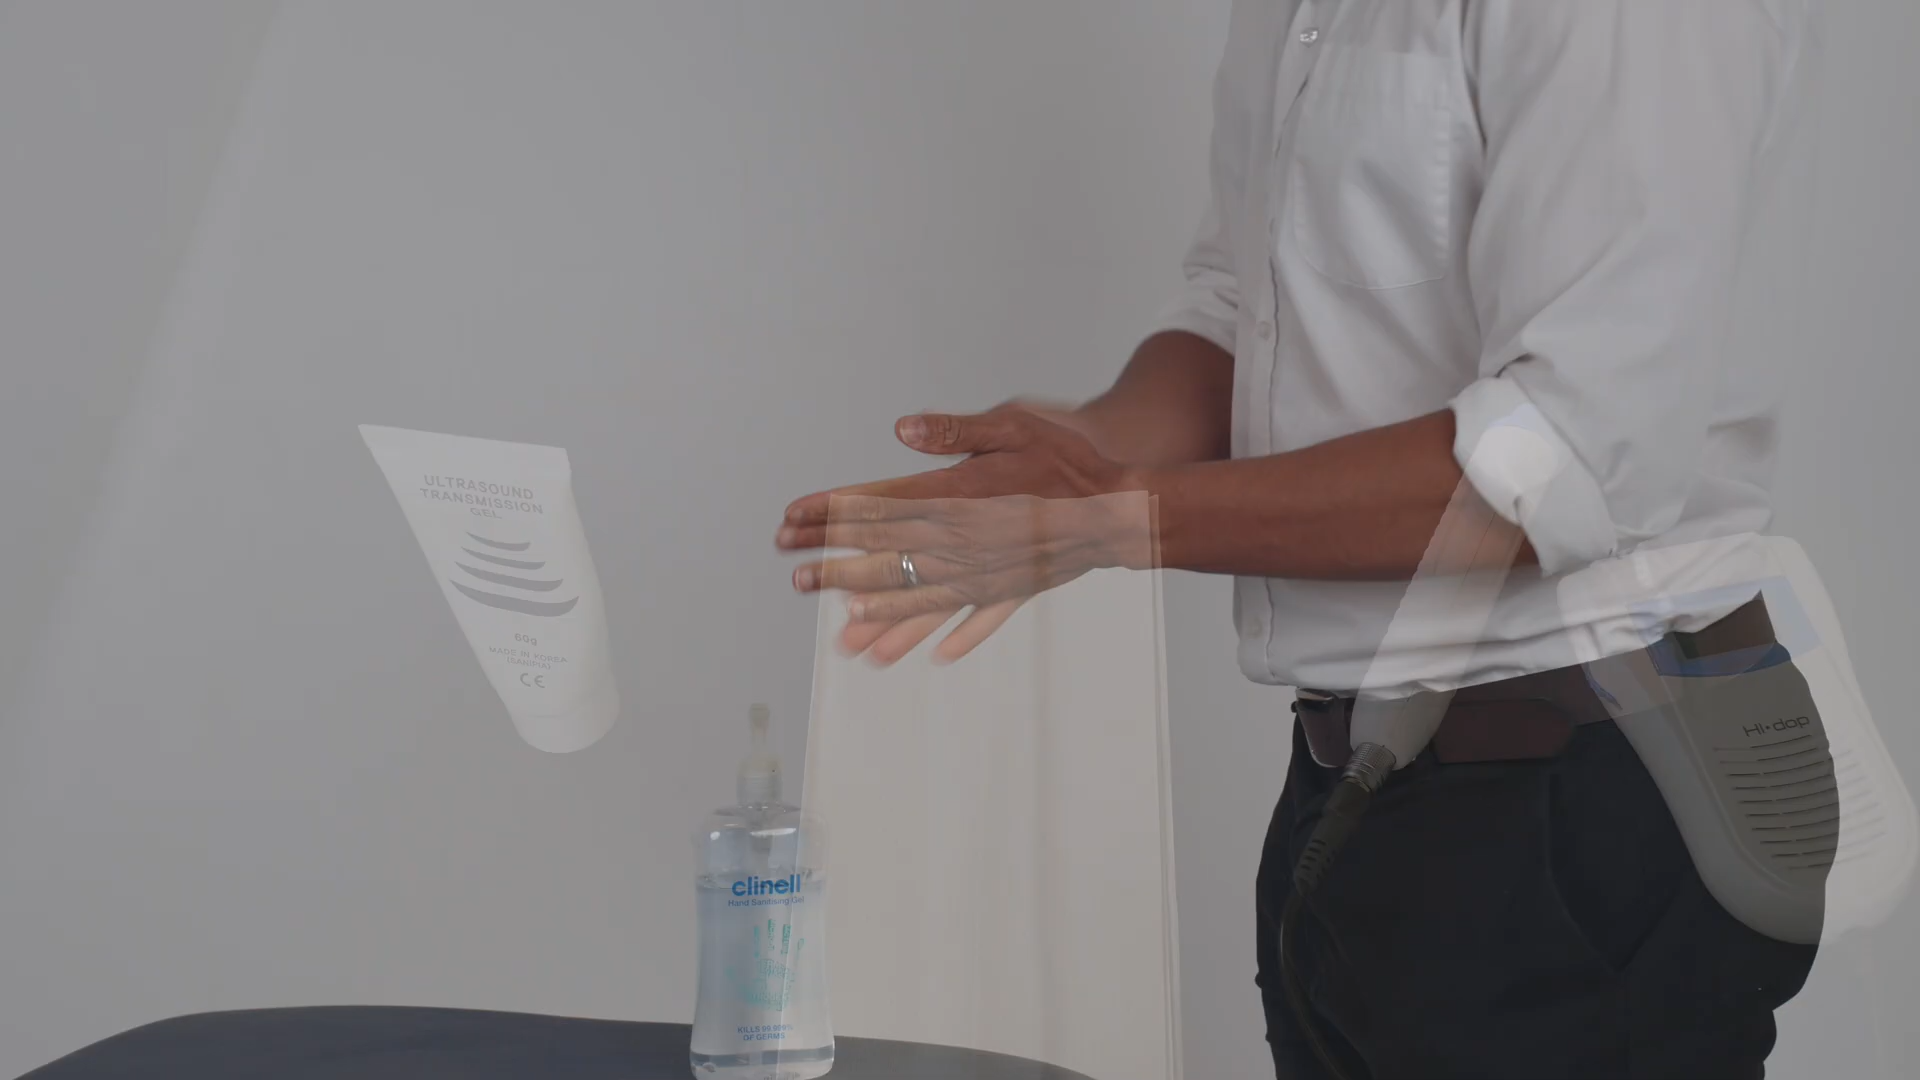 ULTRASOUND
TRANSMISSION
GEL
60g
MADE IN KOREA
(SANIPIA)
CE
clinell
Hand Sanitising Gel
KILLS 99.999%
OF GERMS
Hi•dop